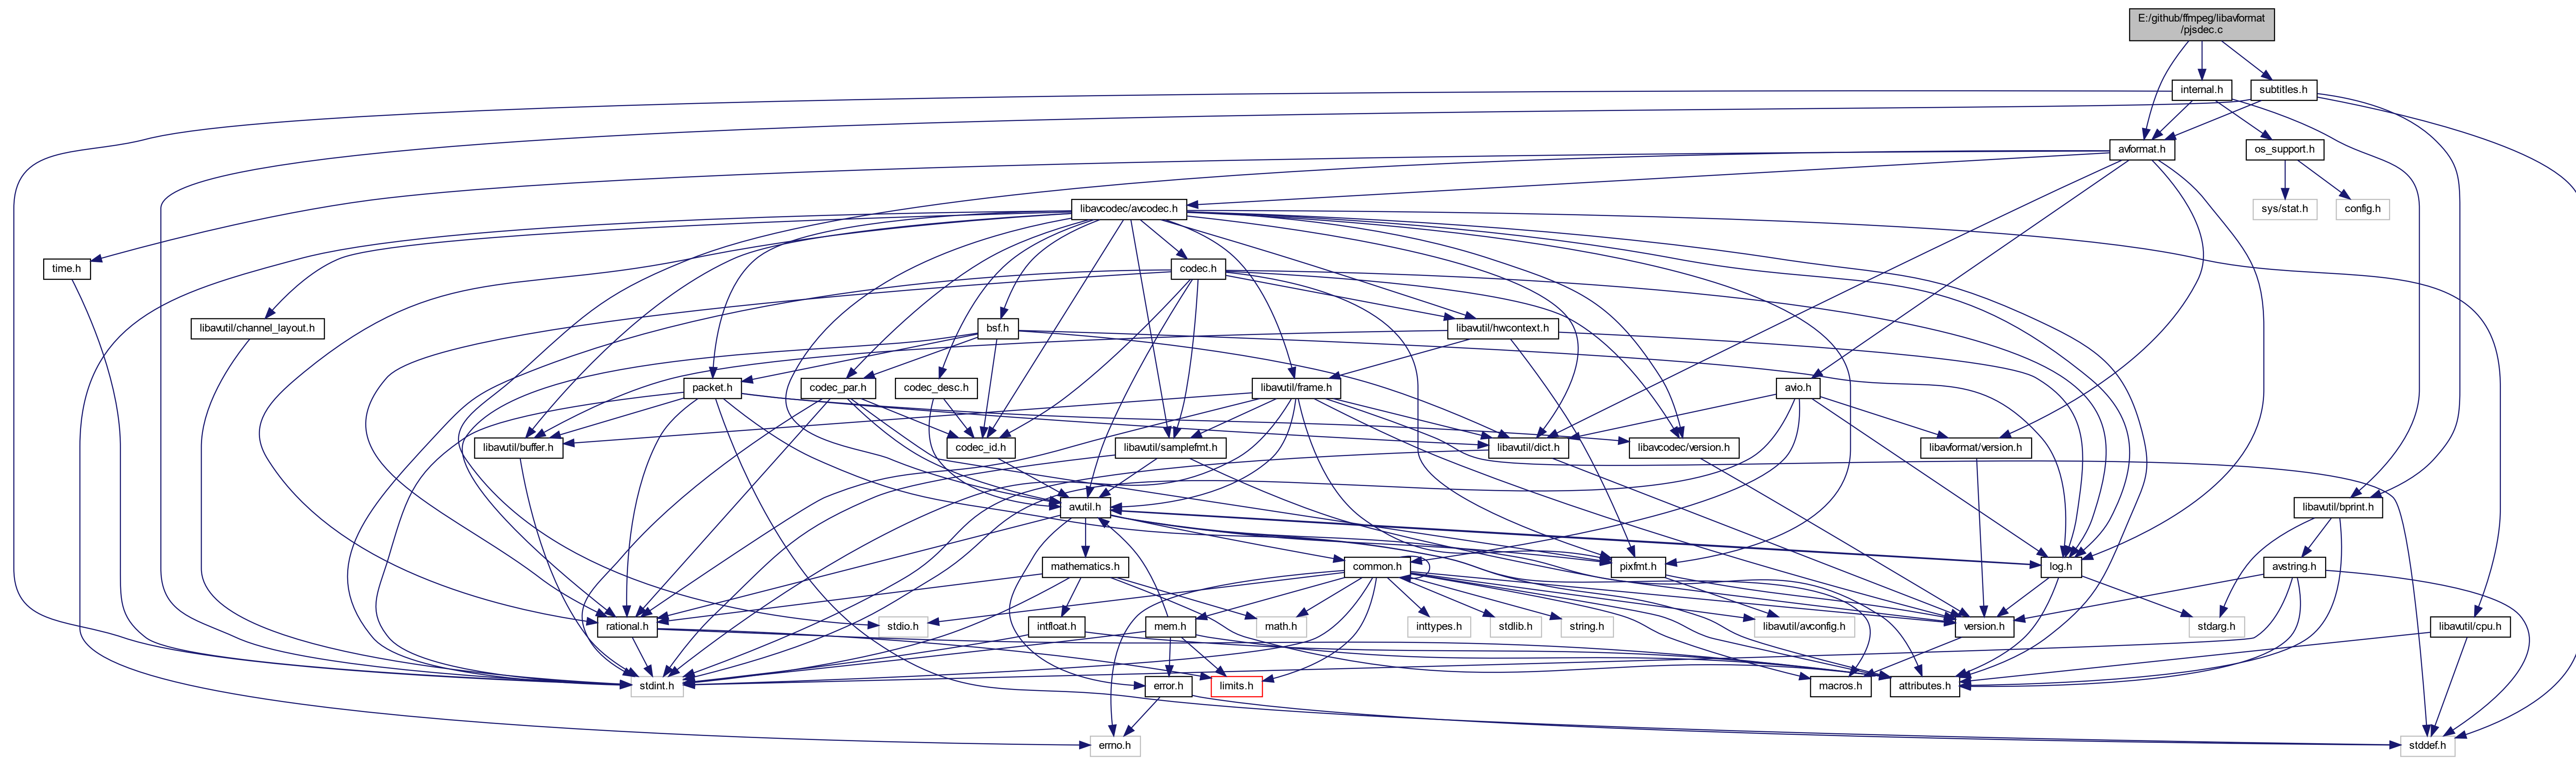 E:/github/ffmpeg/libavformat
/pjsdec.c
internal.h
subtitles.h
avformat.h
os_support.h
libavcodec/avcodec.h
sys/stat.h
config.h
time.h
codec.h
libavutil/channel_layout.h
bsf.h
libavutil/hwcontext.h
packet.h
codec_par.h
codec_desc.h
libavutil/frame.h
avio.h
libavutil/buffer.h
codec_id.h
libavutil/samplefmt.h
libavutil/dict.h
libavcodec/version.h
libavformat/version.h
avutil.h
libavutil/bprint.h
mathematics.h
common.h
pixfmt.h
log.h
avstring.h
rational.h
stdio.h
intfloat.h
mem.h
math.h
inttypes.h
stdlib.h
string.h
libavutil/avconfig.h
version.h
stdarg.h
libavutil/cpu.h
stdint.h
error.h
limits.h
macros.h
attributes.h
errno.h
stddef.h